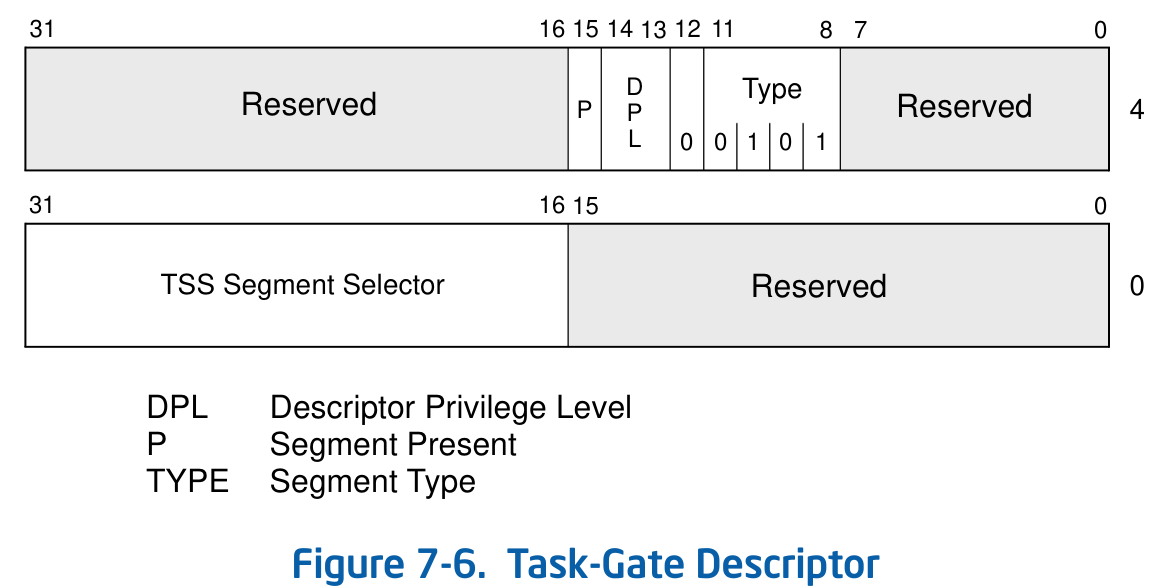 31 16 15 14 13 12 11 8 7 0
Reserved P DPL 0 Type 0 1 0 1 Reserved 4
31 16 15 0
TSS Segment Selector Reserved 0
DPL Descriptor Privilege Level
P Segment Present
TYPE Segment Type
Figure 7-6. Task-Gate Descriptor